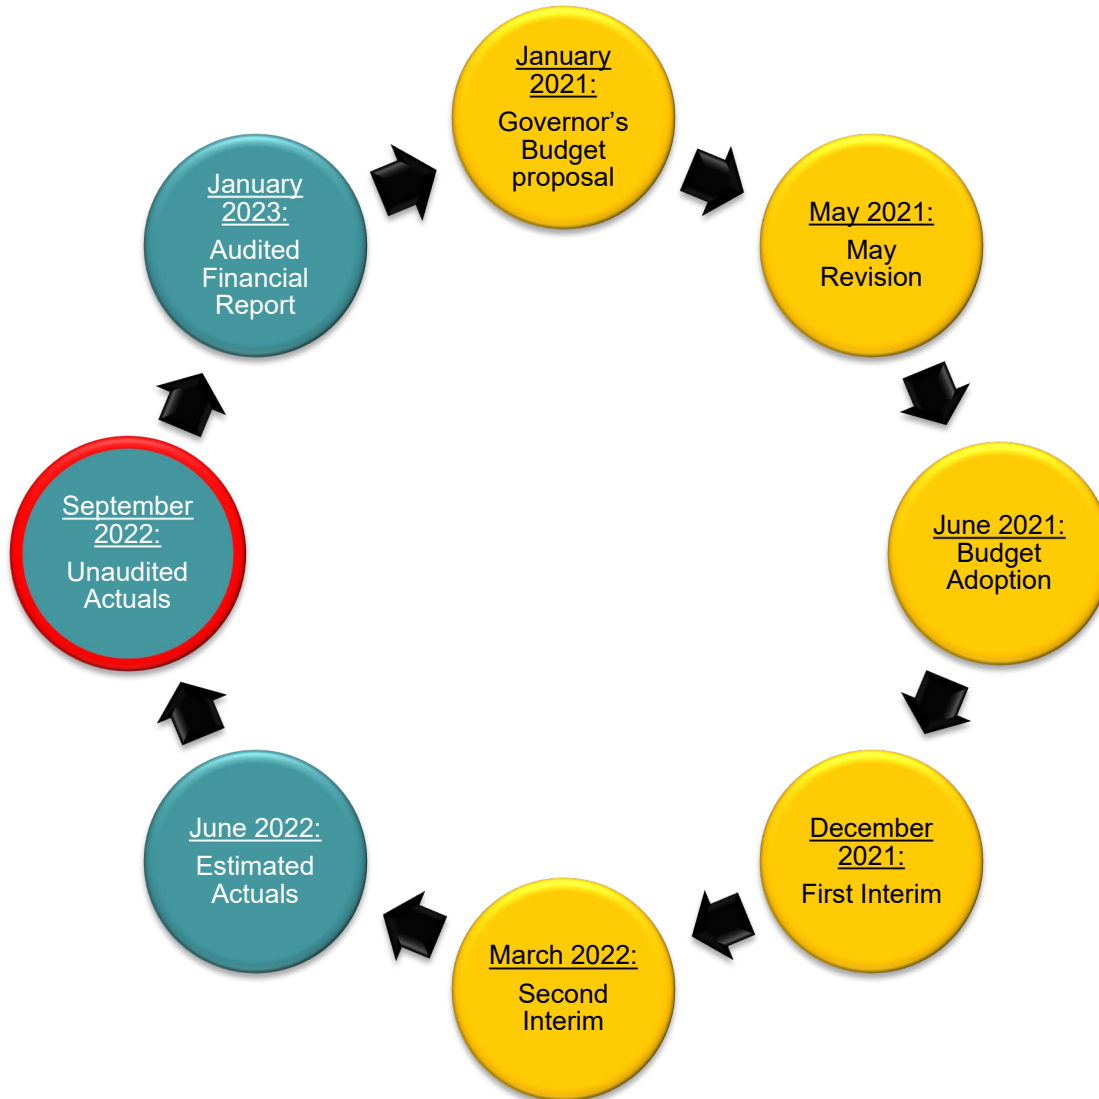 January
2021:
Governor’s
Budget
proposal
May 2021:
May
Revision
June 2021:
Budget
Adoption
December
2021:
First Interim
March 2022:
Second
Interim
June 2022:
Estimated
Actuals
September
2022:
Unaudited
Actuals
January
2023:
Audited
Financial
Report